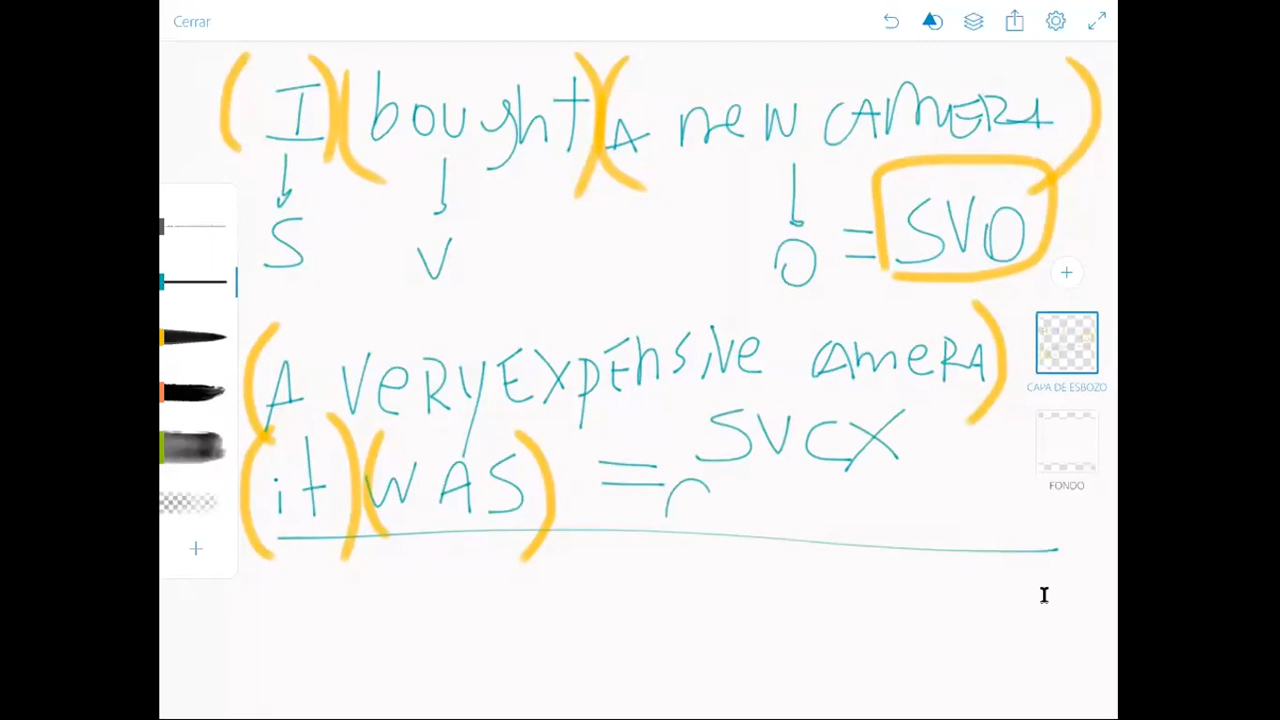 Cerrar
(I)(bought)(A new CAMERA)
S V O = SVO
(A VERY EXPENSIVE CAMERA)
SVCX
(it)(WAS) = C
CAPA DE ESBOZO
FONDO